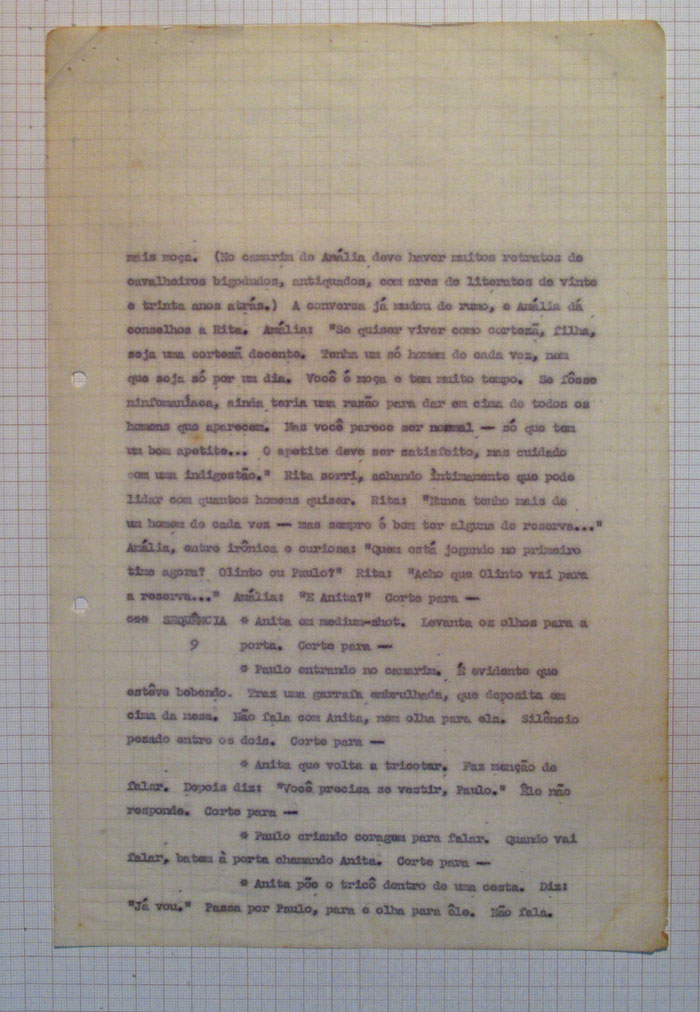 mais moça. (No camarim de Amália deve haver muitos retratos de
cavalheiros bigodudos, antiquados, com ares de literatos de vinte
e trinta anos atrás.) A conversa já mudou de rumo, e Amália dá
conselhos a Rita. Amália: "Se quiser viver como cortezã, filha,
seja uma cortezã decente. Tenha um só homem de cada vez, nem
que seja só por um dia. Você é moça e tem muito tempo. Se fôsse
ninfomaníaca, ainda teria uma razão para dar em cima de todos os
homens que aparecem. Mas você parece ser normal — só que tem
um bom apetite... O apetite deve ser satisfeito, mas cuidado
com uma indigestão." Rita sorri, achando intimamente que pode
lidar com quantos homens quiser. Rita: "Nunca tenho mais de
um homem de cada vez — mas sempre é bom ter alguns de reserva..."
Amália, entre irônica e curiosa: "Quem está jogando no primeiro
time agora? Olinto ou Paulo?" Rita: "Acho que Olinto vai para
a reserva..." Amália: "E Anita?" Corte para —
*** SEQUÊNCIA * Anita em medium-shot. Levanta os olhos para a
9 porta. Corte para —
* Paulo entrando no camarim. É evidente que
estêve bebendo. Traz uma garrafa embrulhada, que deposita em
cima da mesa. Não fala com Anita, nem olha para ela. Silêncio
pezado entre os dois. Corte para —
* Anita que volta a tricotar. Faz menção de
falar. Depois diz: "Você precisa se vestir, Paulo." Êle não
responde. Corte para —
* Paulo criando coragem para falar. Quando vai
falar, batem à porta chamando Anita. Corte para —
* Anita põe o tricô dentro de uma cesta. Diz:
"Já vou." Passa por Paulo, para e olha para êle. Não fala.